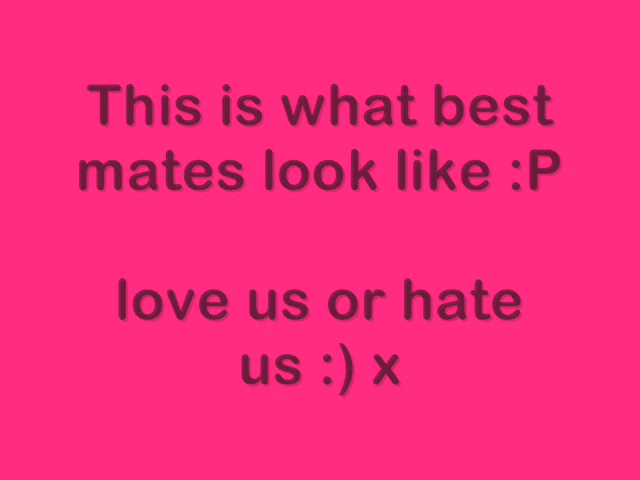 This is what best
mates look like :P
love us or hate
us :) x